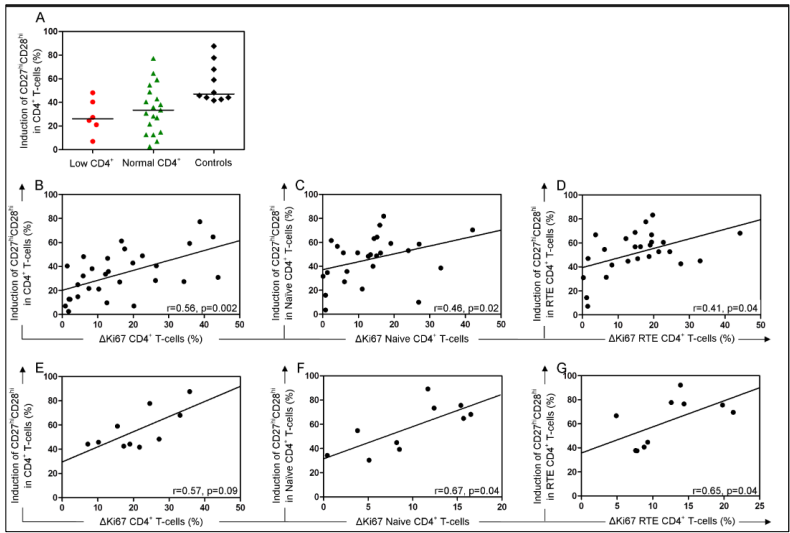 A
Induction of CD27hiCD28hi
in CD4+ T-cells (%)
100
80
60
40
20
0
Low CD4+ Normal CD4+ Controls
B
Induction of CD27hiCD28hi
in CD4+ T-cells (%)
100
80
60
40
20
0
r=0.56, p=0.002
0 10 20 30 40 50
ΔKi67 CD4+ T-cells (%)
C
Induction of CD27hiCD28hi
in Naïve CD4+ T-cells (%)
100
80
60
40
20
0
r=0.46, p=0.02
0 10 20 30 40 50
ΔKi67 Naive CD4+ T-cells (%)
D
Induction of CD27hiCD28hi
in RTE CD4+ T-cells (%)
100
80
60
40
20
0
r=0.41, p=0.04
0 10 20 30 40 50
ΔKi67 RTE CD4+ T-cells (%)
E
Induction of CD27hiCD28hi
in CD4+ T-cells (%)
100
80
60
40
20
0
r=0.57, p=0.09
0 10 20 30 40 50
ΔKi67 CD4+ T-cells (%)
F
Induction of CD27hiCD28hi
in Naïve CD4+ T-cells (%)
100
80
60
40
20
0
r=0.67, p=0.04
0 5 10 15 20
ΔKi67 Naive CD4+ T-cells
G
Induction of CD27hiCD28hi
in RTE CD4+ T-cells (%)
100
80
60
40
20
0
r=0.65, p=0.04
0 5 10 15 20 25
ΔKi67 RTE CD4+ T-cells (%)